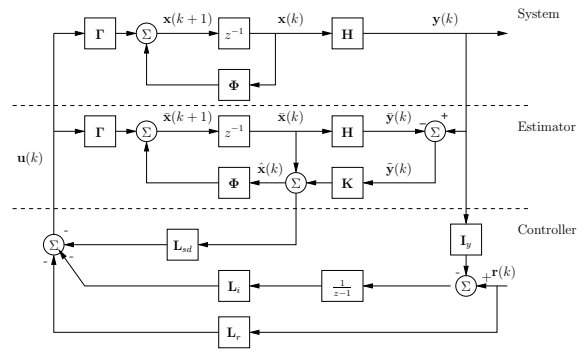 x(k+1) x(k) y(k) System
Γ Σ z⁻¹ H
Φ
x̄(k+1) x̄(k) ȳ(k) − + Estimator
Γ Σ z⁻¹ H Σ
u(k) x̂(k) ỹ(k)
Φ Σ K
Controller
- I_y
Σ L_sd
- - - +r(k)
L_i 1/(z−1) Σ
L_r